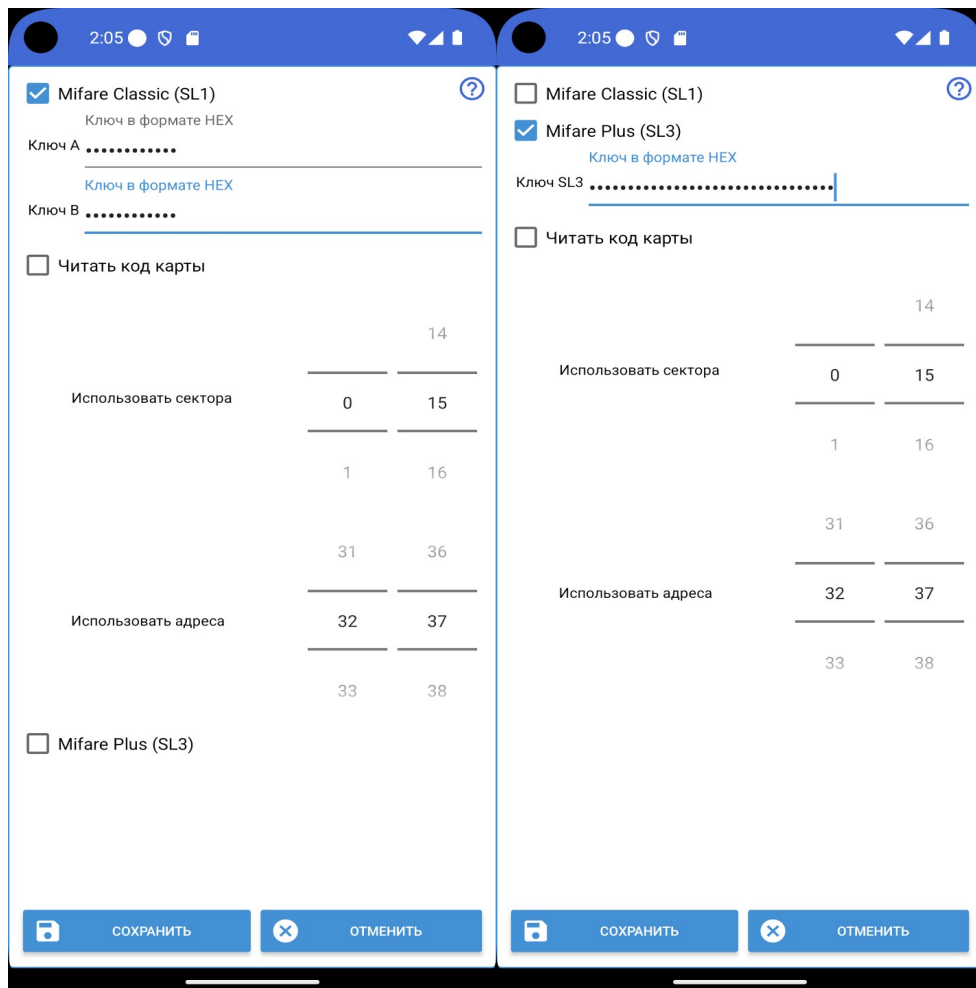 2:05
Mifare Classic (SL1)
Ключ в формате HEX
Ключ A ••••••••••••
Ключ в формате HEX
Ключ B ••••••••••••
Читать код карты
14
Использовать сектора 0 15
1 16
31 36
Использовать адреса 32 37
33 38
Mifare Plus (SL3)
СОХРАНИТЬ ОТМЕНИТЬ
2:05
Mifare Classic (SL1)
Mifare Plus (SL3)
Ключ в формате HEX
Ключ SL3 ••••••••••••••••••••••••••••••••
Читать код карты
14
Использовать сектора 0 15
1 16
31 36
Использовать адреса 32 37
33 38
СОХРАНИТЬ ОТМЕНИТЬ